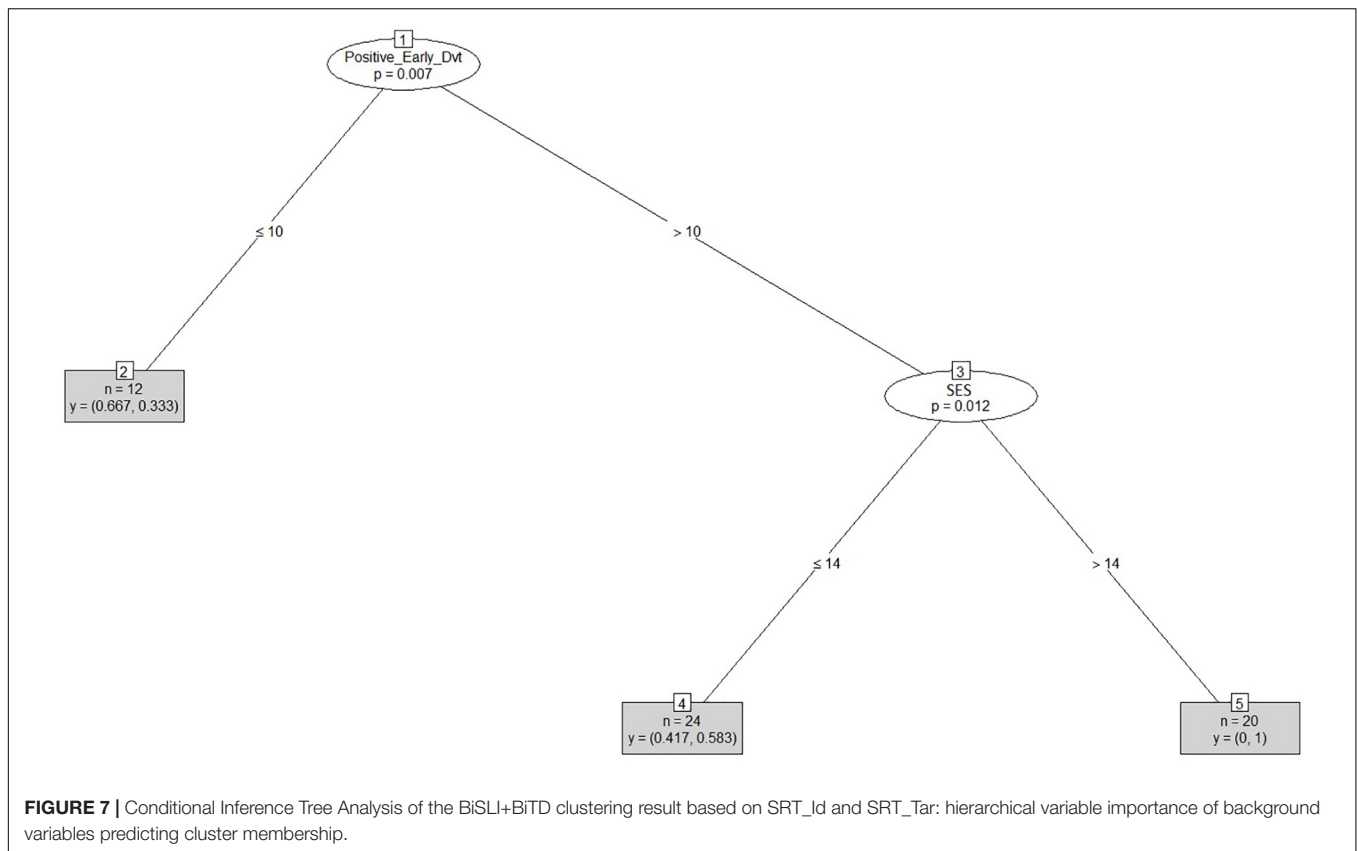 1
Positive_Early_Dvt
p = 0.007
≤ 10
> 10
2
n = 12
y = (0.667, 0.333)
3
SES
p = 0.012
≤ 14
> 14
4
n = 24
y = (0.417, 0.583)
5
n = 20
y = (0, 1)
FIGURE 7 | Conditional Inference Tree Analysis of the BiSLI+BiTD clustering result based on SRT_Id and SRT_Tar: hierarchical variable importance of background
variables predicting cluster membership.